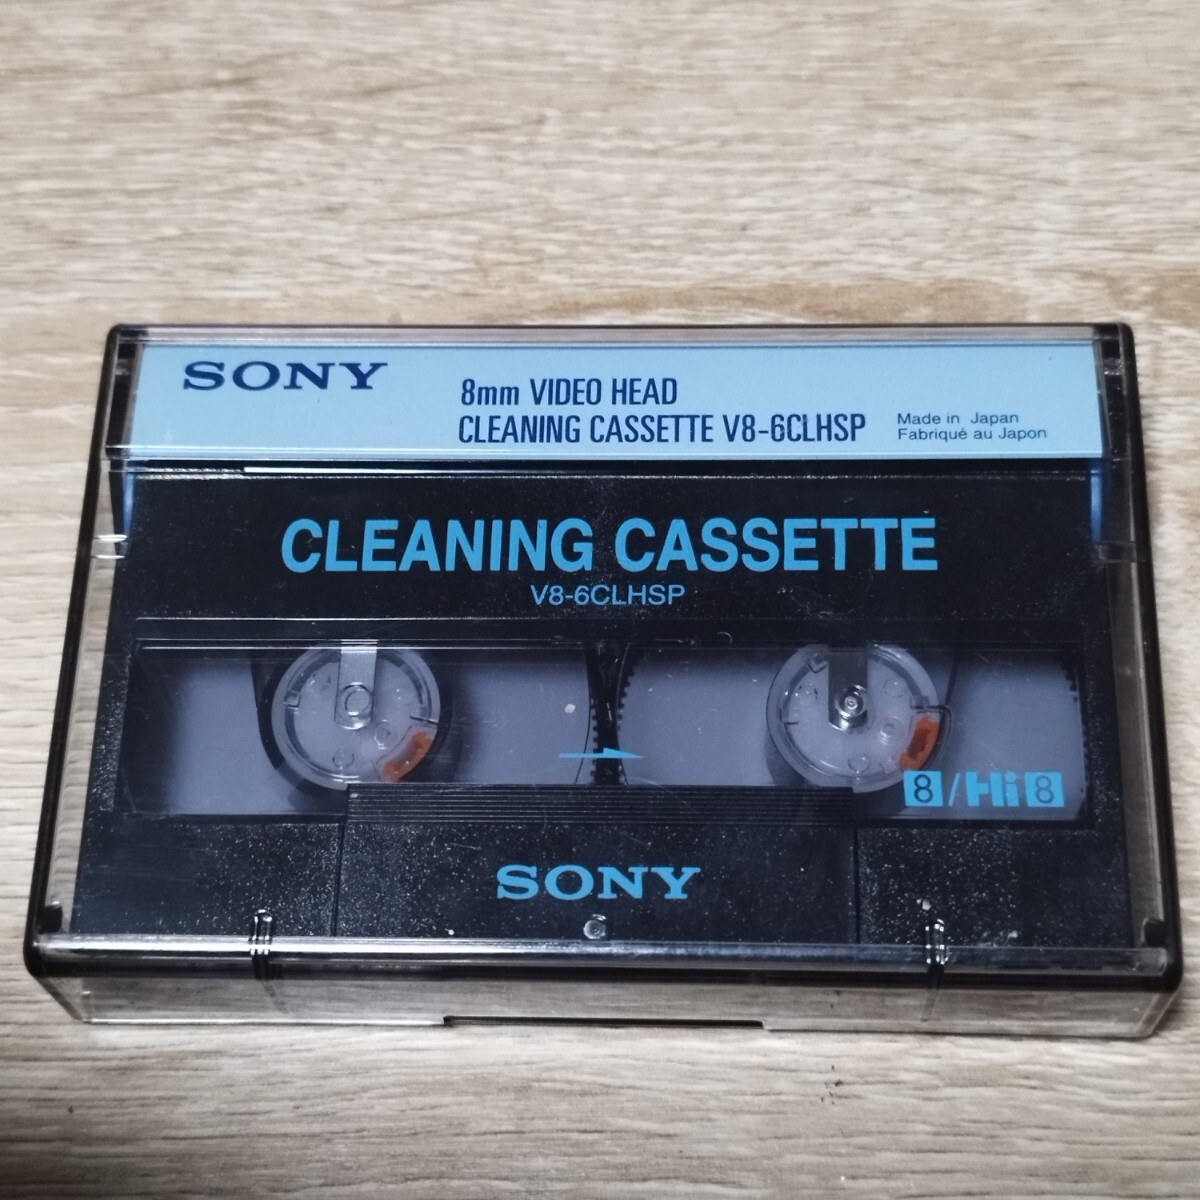 SONY
8mm VIDEO HEAD
CLEANING CASSETTE V8-6CLHSP
Made in Japan
Fabriqué au Japon
CLEANING CASSETTE
V8-6CLHSP
8/Hi8
SONY